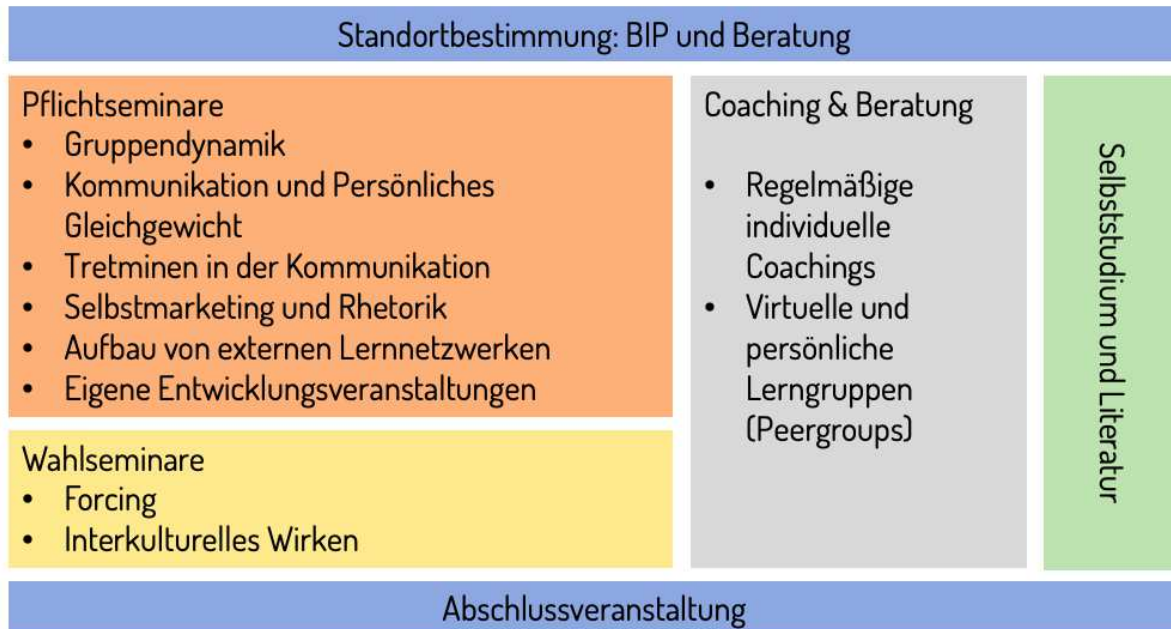 Standortbestimmung: BIP und Beratung
Pflichtseminare
• Gruppendynamik
• Kommunikation und Persönliches
Gleichgewicht
• Tretminen in der Kommunikation
• Selbstmarketing und Rhetorik
• Aufbau von externen Lernnetzwerken
• Eigene Entwicklungsveranstaltungen
Wahlseminare
• Forcing
• Interkulturelles Wirken
Coaching & Beratung
• Regelmäßige
individuelle
Coachings
• Virtuelle und
persönliche
Lerngruppen
(Peergroups)
Selbststudium und Literatur
Abschlussveranstaltung